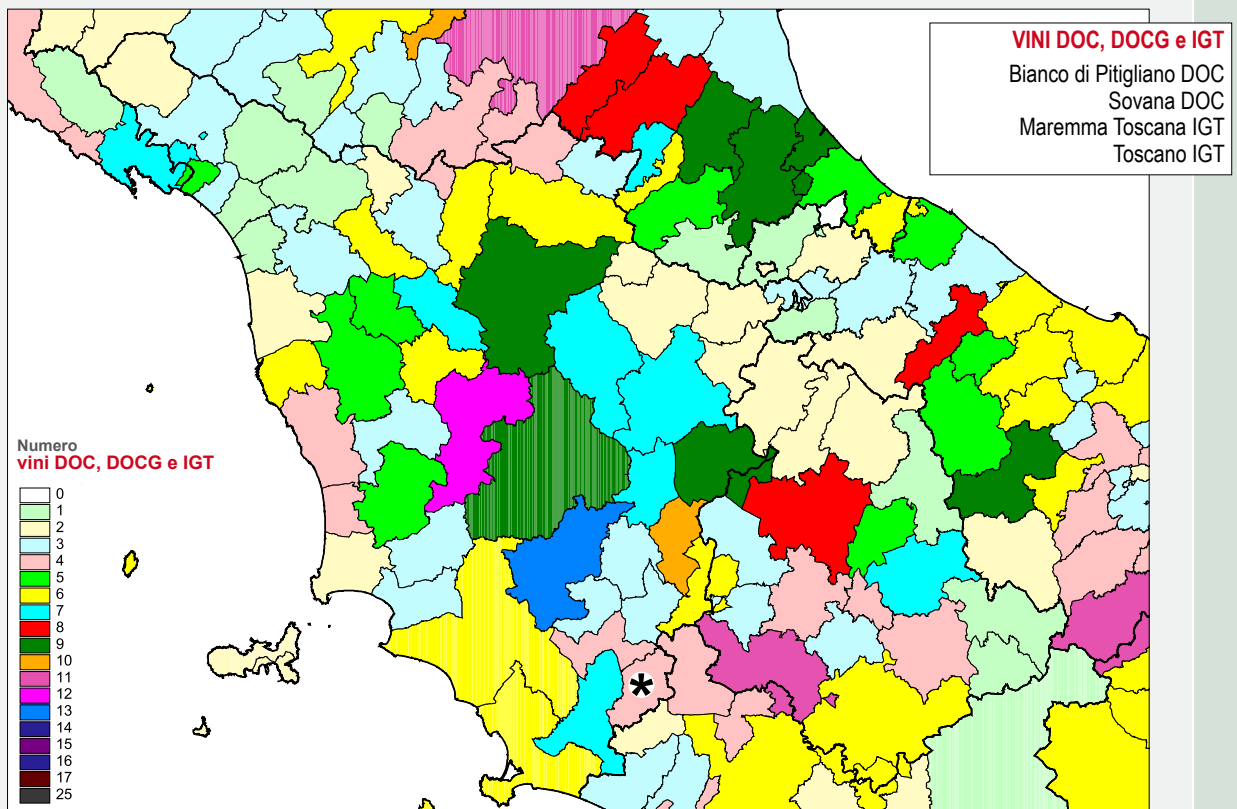 VINI DOC, DOCG e IGT
Bianco di Pitigliano DOC
Sovana DOC
Maremma Toscana IGT
Toscano IGT
*
Numero
vini DOC, DOCG e IGT
0
1
2
3
4
5
6
7
8
9
10
11
12
13
14
15
16
17
25